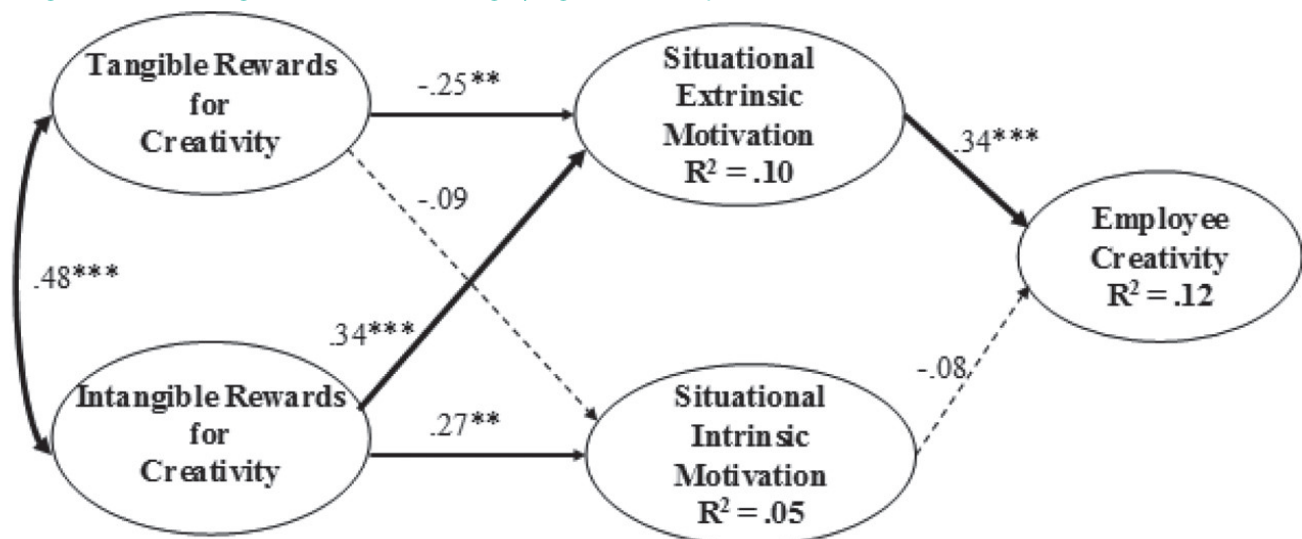 Tangible Rewards
for
Creativity
-.25**
Situational
Extrinsic
Motivation
R² = .10
.34***
-.09
Employee
Creativity
R² = .12
.48***
.34***
Intangible Rewards
for
Creativity
.27**
Situational
Intrinsic
Motivation
R² = .05
-.08